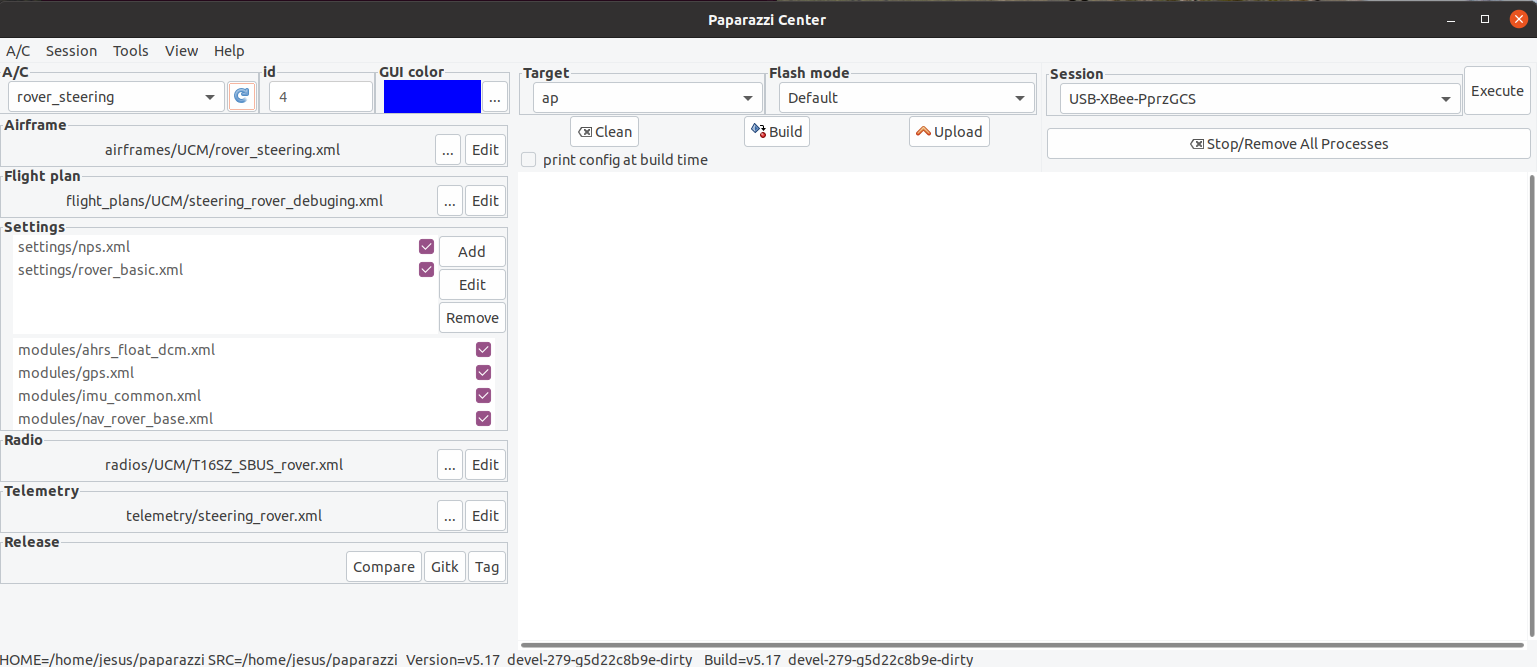 Paparazzi Center
A/C Session Tools View Help
A/C id GUI color Target Flash mode Session
rover_steering 4 ... ap Default USB-XBee-PprzGCS Execute
Airframe
airframes/UCM/rover_steering.xml ... Edit
Clean Build Upload
Stop/Remove All Processes
print config at build time
Flight plan
flight_plans/UCM/steering_rover_debuging.xml ... Edit
Settings
settings/nps.xml
settings/rover_basic.xml
Add
Edit
Remove
modules/ahrs_float_dcm.xml
modules/gps.xml
modules/imu_common.xml
modules/nav_rover_base.xml
Radio
radios/UCM/T16SZ_SBUS_rover.xml ... Edit
Telemetry
telemetry/steering_rover.xml ... Edit
Release
Compare Gitk Tag
HOME=/home/jesus/paparazzi SRC=/home/jesus/paparazzi Version=v5.17_devel-279-g5d22c8b9e-dirty Build=v5.17_devel-279-g5d22c8b9e-dirty